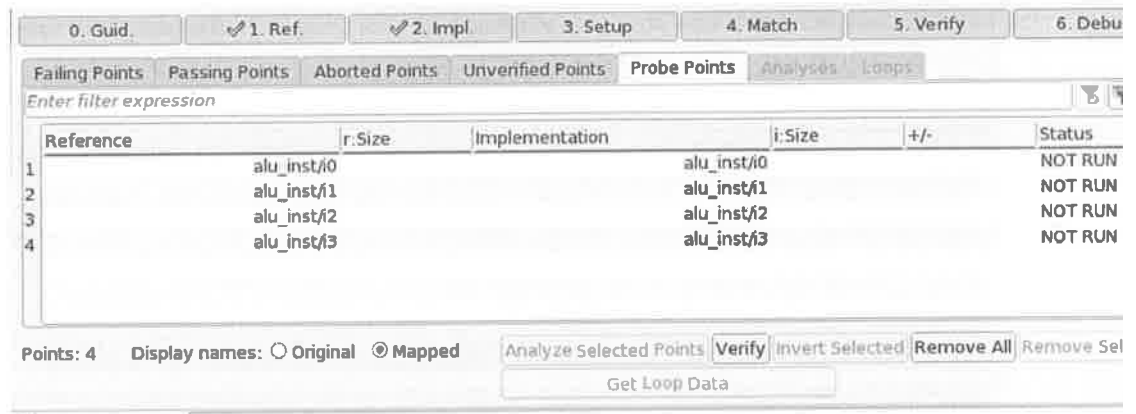 0. Guid. ✓ 1. Ref. ✓ 2. Impl. 3. Setup 4. Match 5. Verify 6. Debu
Failing Points Passing Points Aborted Points Unverified Points Probe Points Analyses Loops
Enter filter expression
Reference r:Size Implementation i:Size +/- Status
1 alu_inst/i0 alu_inst/i0 NOT RUN
2 alu_inst/i1 alu_inst/i1 NOT RUN
3 alu_inst/i2 alu_inst/i2 NOT RUN
4 alu_inst/i3 alu_inst/i3 NOT RUN
Points: 4 Display names: Original Mapped Analyze Selected Points Verify Invert Selected Remove All Remove Sel
Get Loop Data